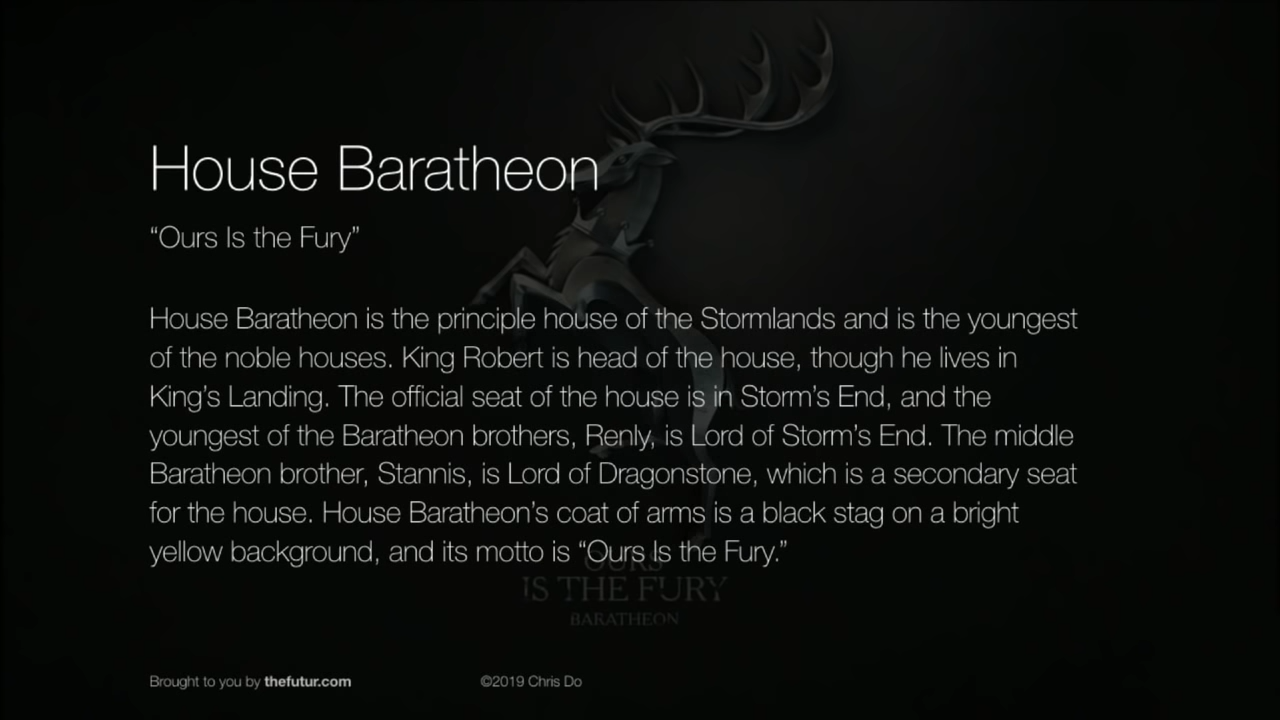 House Baratheon
“Ours Is the Fury”
House Baratheon is the principle house of the Stormlands and is the youngest
of the noble houses. King Robert is head of the house, though he lives in
King’s Landing. The official seat of the house is in Storm’s End, and the
youngest of the Baratheon brothers, Renly, is Lord of Storm’s End. The middle
Baratheon brother, Stannis, is Lord of Dragonstone, which is a secondary seat
for the house. House Baratheon’s coat of arms is a black stag on a bright
yellow background, and its motto is “Ours Is the Fury.”
OURS
IS THE FURY
BARATHEON
Brought to you by thefutur.com
©2019 Chris Do